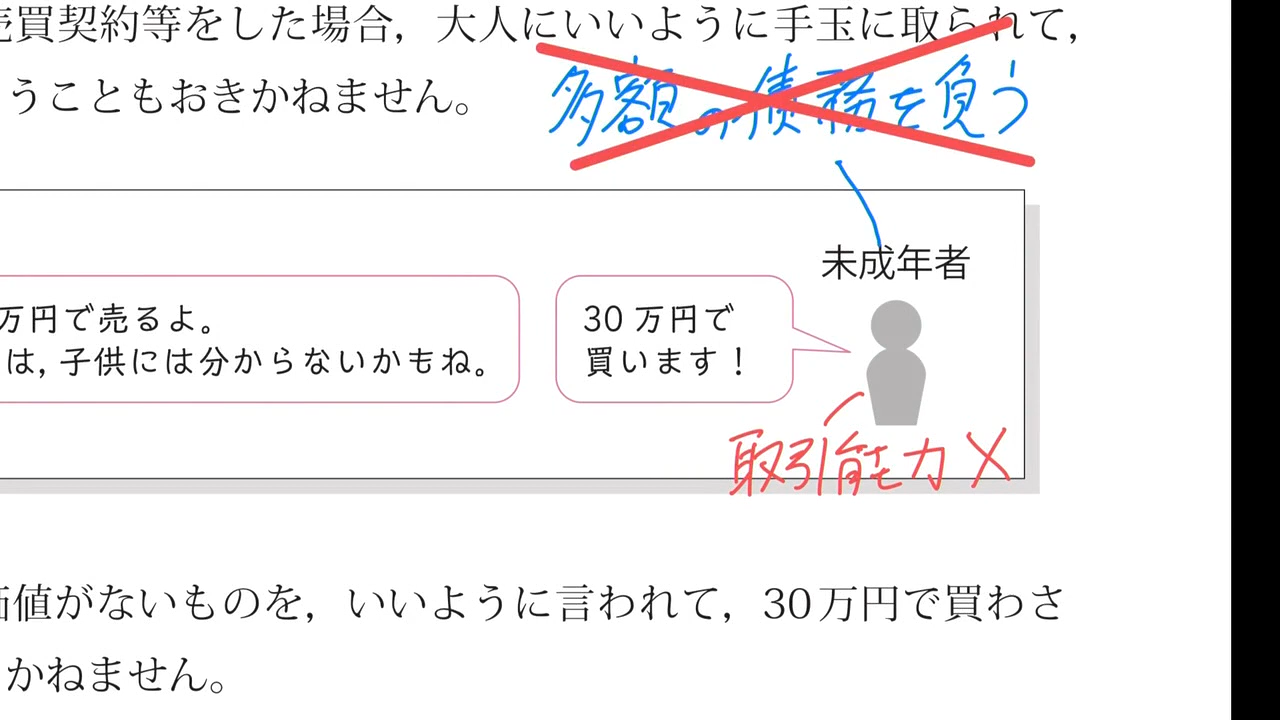 売買契約等をした場合，大人にいいように手玉に取られて，
うこともおきかねません。
多額の債務を負う
未成年者
万円で売るよ。
は，子供には分からないかもね。
30万円で
買います！
取引能力 ×
価値がないものを，いいように言われて，30万円で買わさ
かねません。